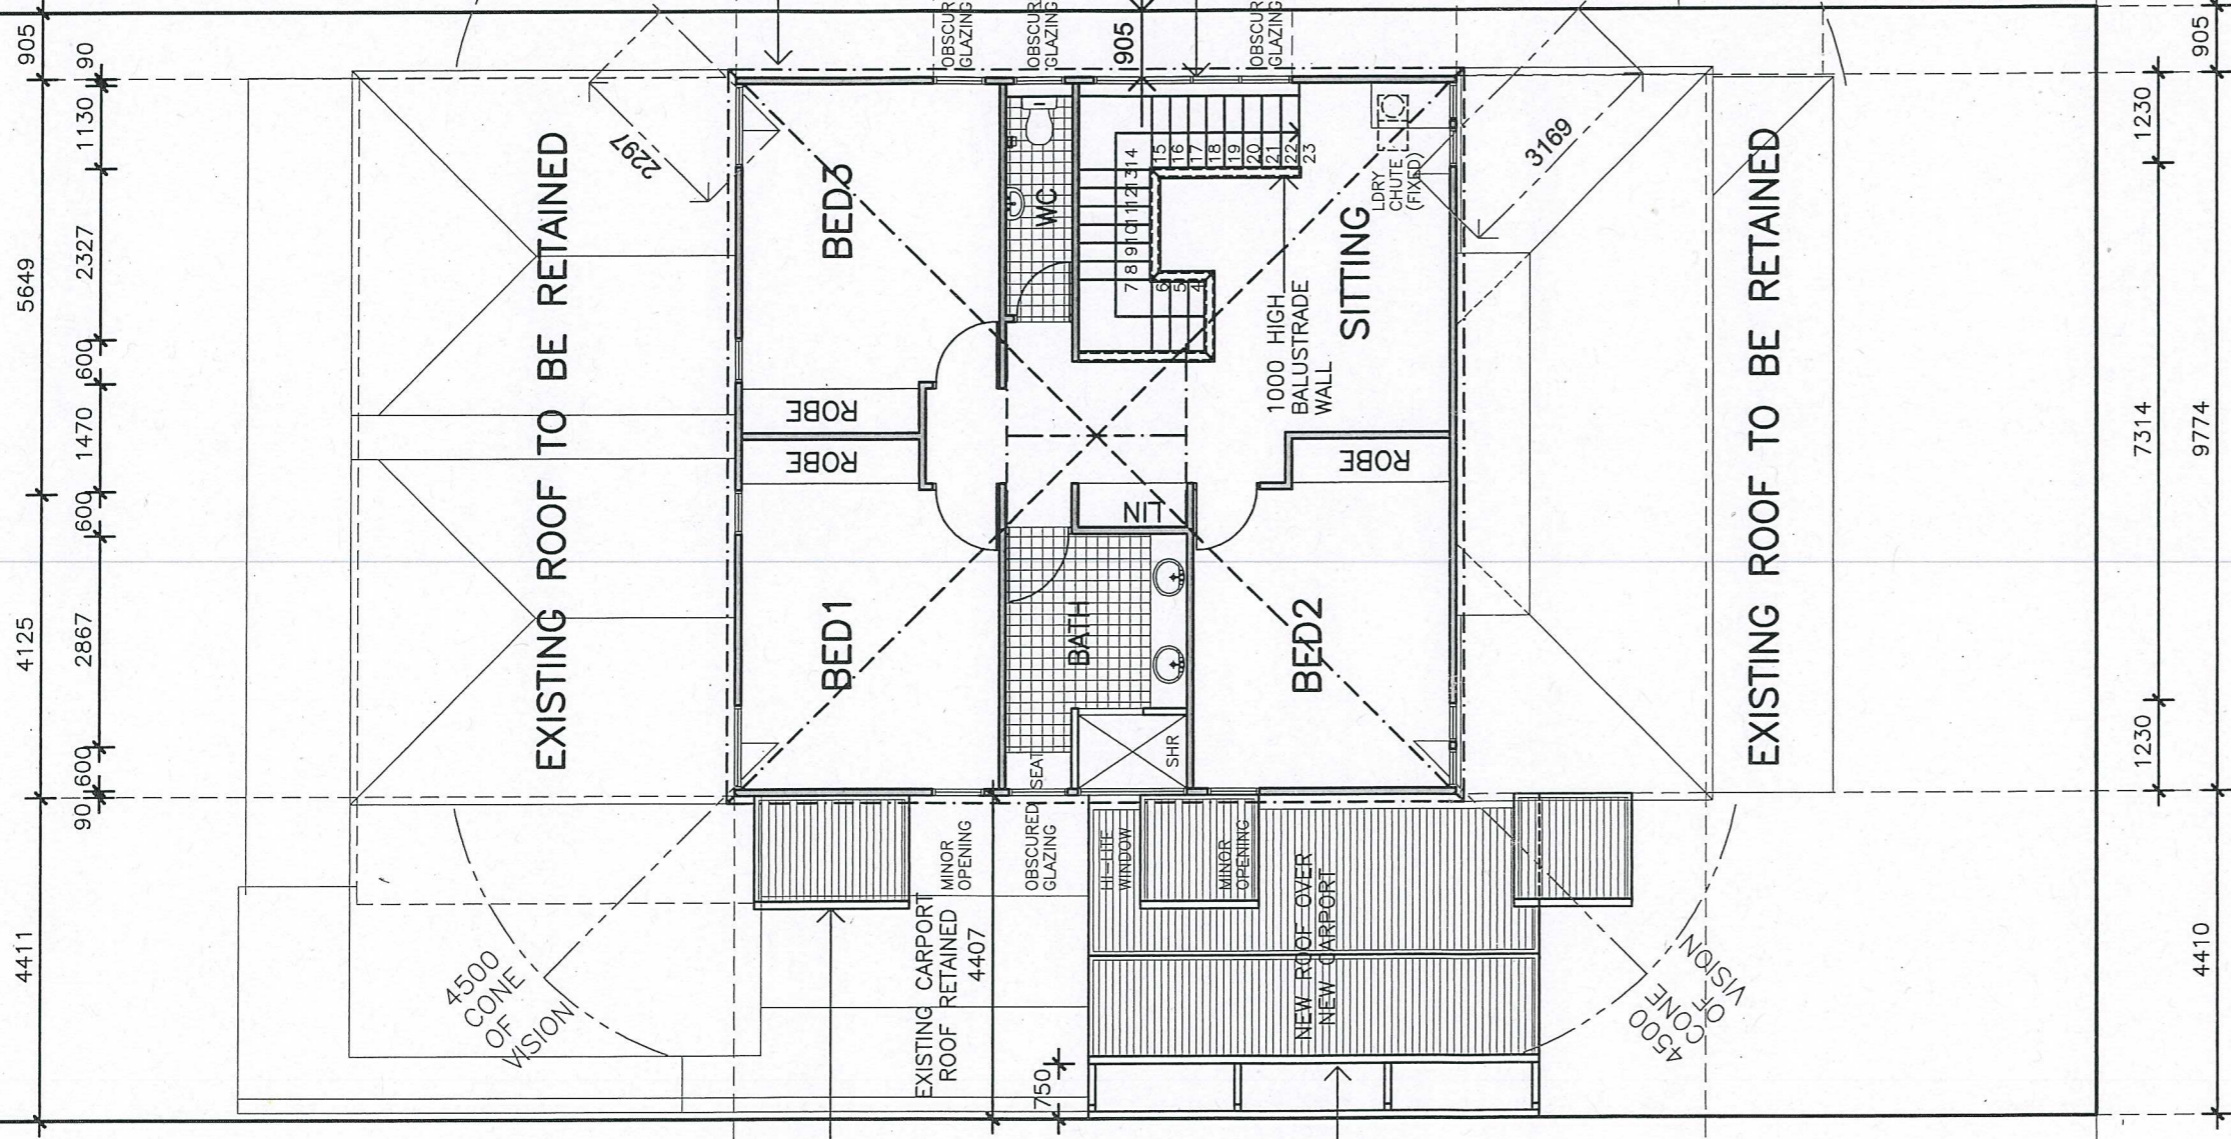 905
5649
4125
4411
90
1130
2327
600
1470
600
2867
600
90
EXISTING ROOF TO BE RETAINED
2297
4500
CONE
OF
VISION
BED3
ROBE
ROBE
BED1
OBSCUR
GLAZING
OBSCUR
GLAZING
905
OBSCUR
GLAZING
WC
7 8 9 10 11 12 13 14
15
16
17
18
19
20
21
22
23
6
5
4
LDRY
CHUTE
(FIXED)
SITTING
1000 HIGH
BALUSTRADE
WALL
ROBE
LIN
BATH
BED2
SEAT
SHR
MINOR
OPENING
OBSCURED
GLAZING
HI-LITE
WINDOW
MINOR
OPENING
EXISTING CARPORT
ROOF RETAINED
4407
750
NEW ROOF OVER
NEW CARPORT
3169
EXISTING ROOF TO BE RETAINED
4500
CONE
OF
VISION
1230
7314
1230
905
9774
4410